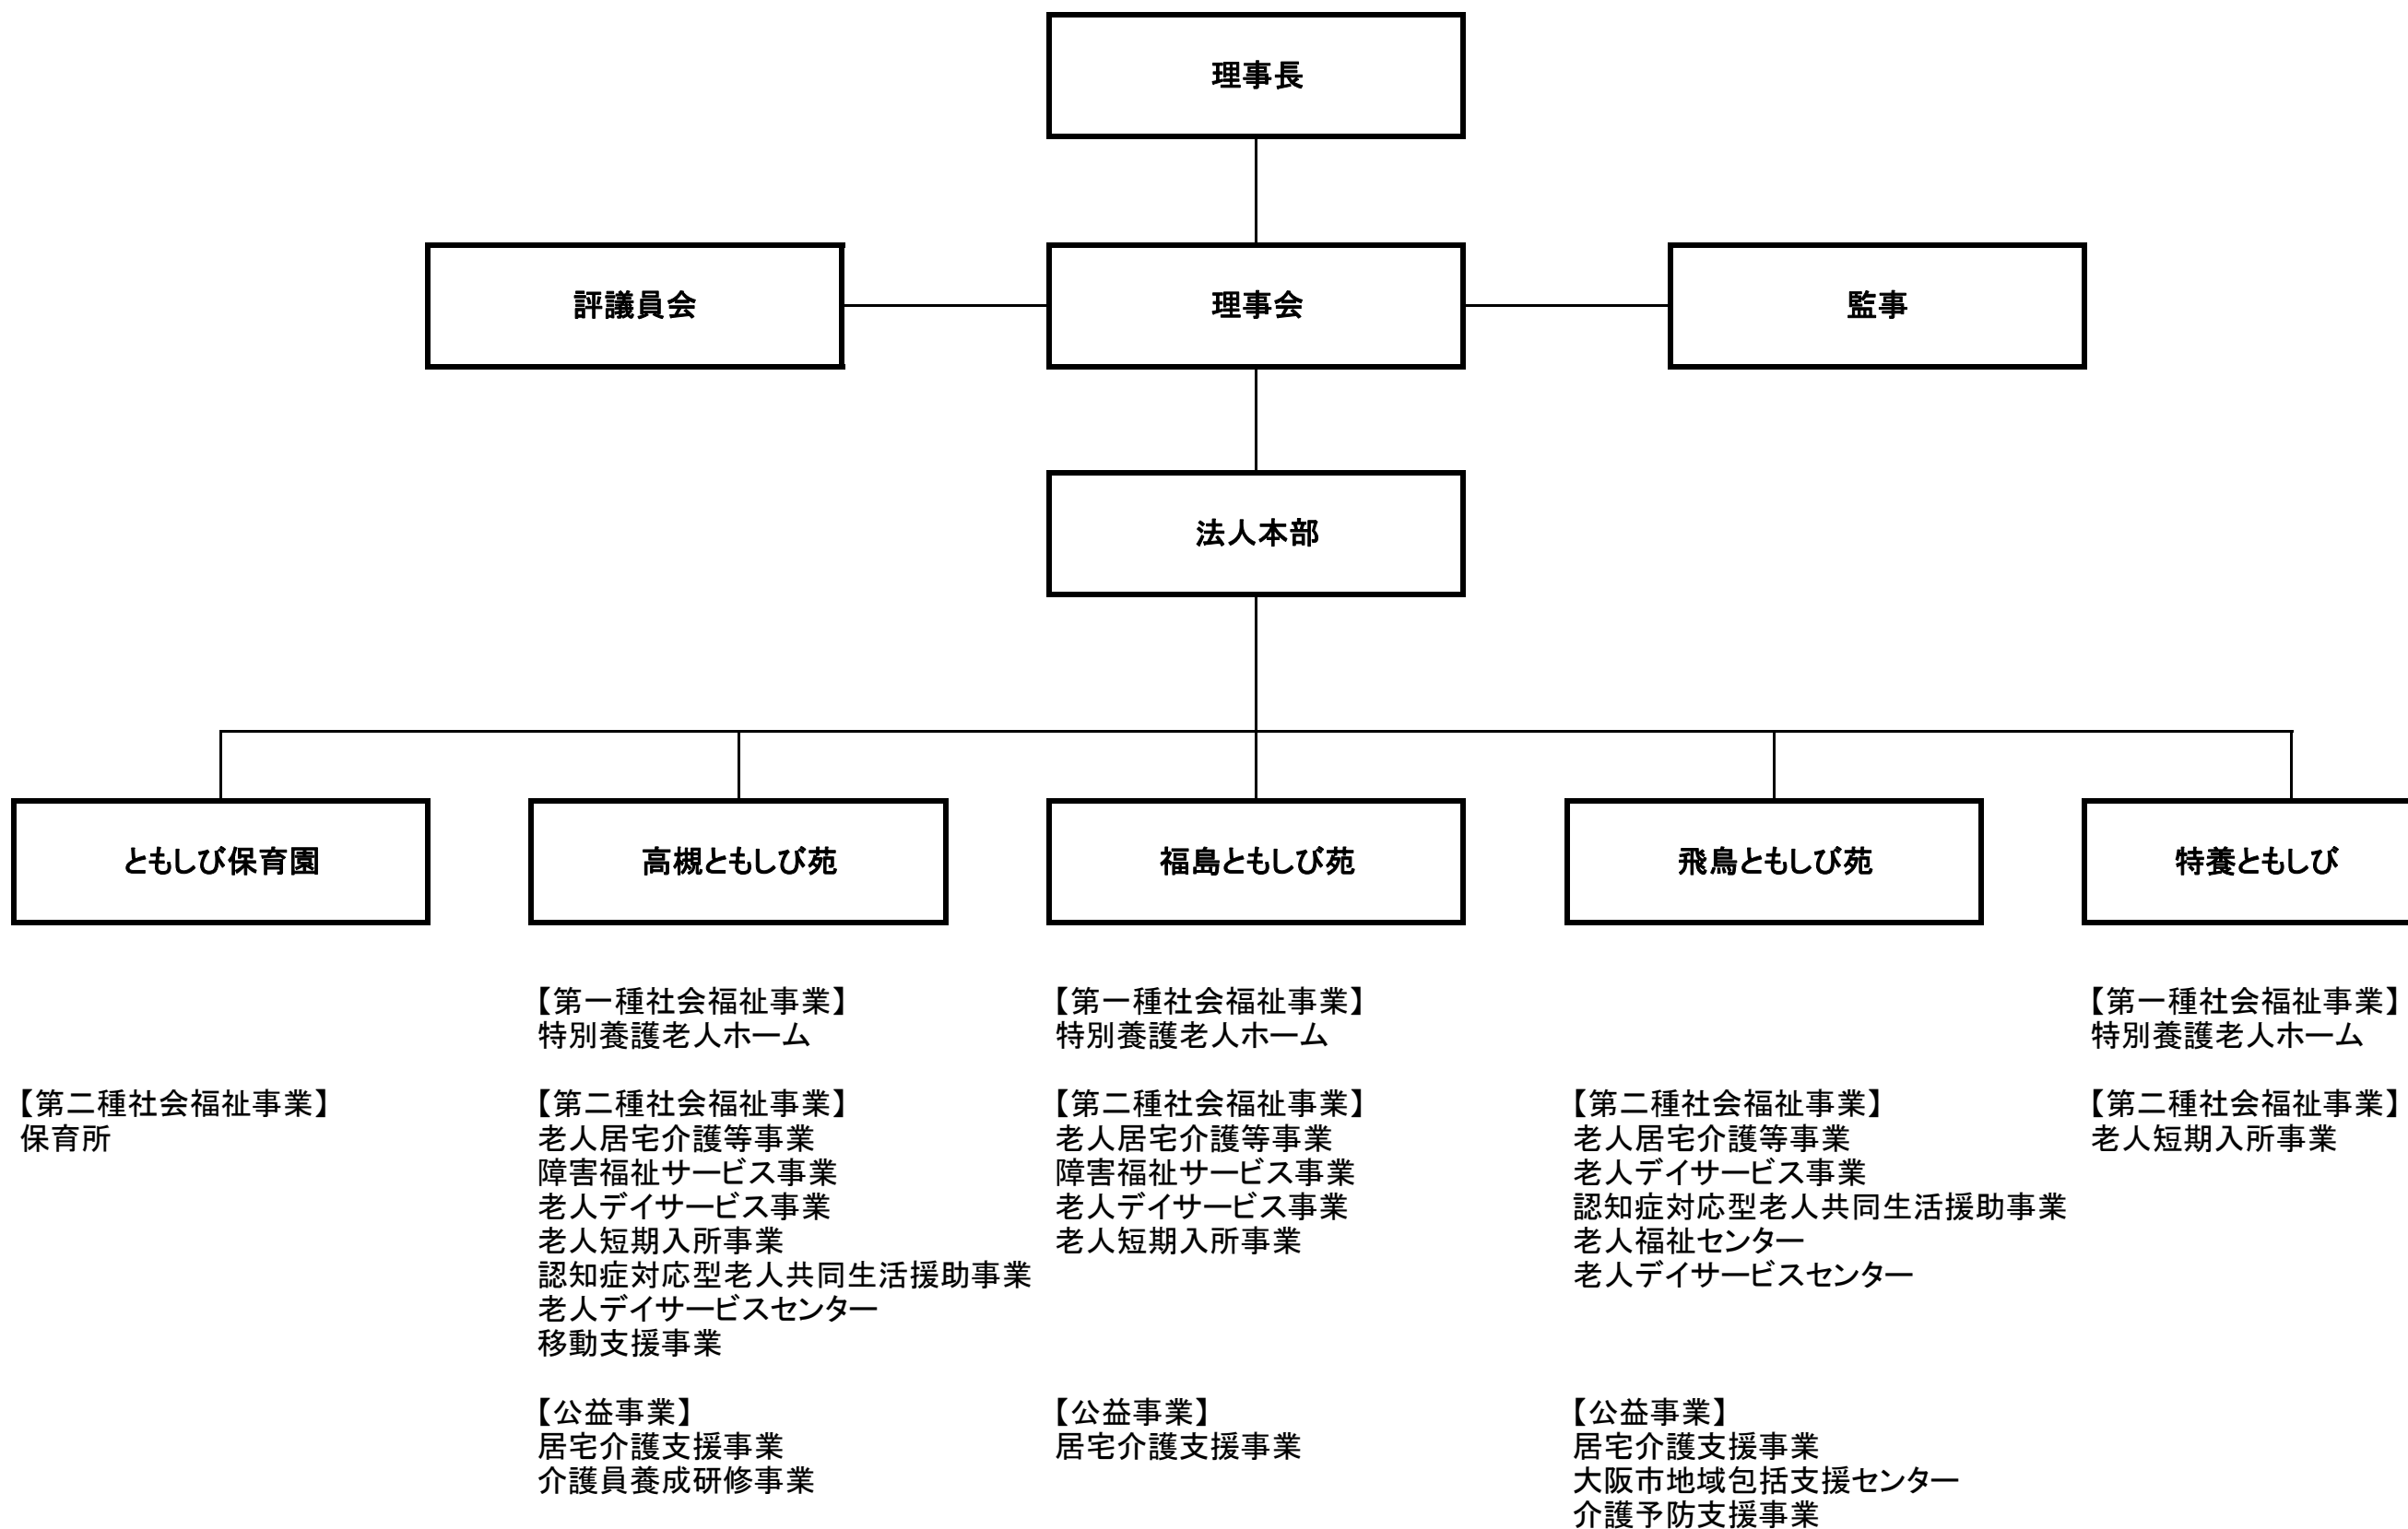 理事長
評議員会
理事会
監事
法人本部
ともしび保育園
高槻ともしび苑
福島ともしび苑
飛鳥ともしび苑
特養ともしび
【第二種社会福祉事業】
保育所
【第一種社会福祉事業】
特別養護老人ホーム
【第二種社会福祉事業】
老人居宅介護等事業
障害福祉サービス事業
老人デイサービス事業
老人短期入所事業
認知症対応型老人共同生活援助事業
老人デイサービスセンター
移動支援事業
【公益事業】
居宅介護支援事業
介護員養成研修事業
【第一種社会福祉事業】
特別養護老人ホーム
【第二種社会福祉事業】
老人居宅介護等事業
障害福祉サービス事業
老人デイサービス事業
老人短期入所事業
【公益事業】
居宅介護支援事業
【第二種社会福祉事業】
老人居宅介護等事業
老人デイサービス事業
認知症対応型老人共同生活援助事業
老人福祉センター
老人デイサービスセンター
【公益事業】
居宅介護支援事業
大阪市地域包括支援センター
介護予防支援事業
【第一種社会福祉事業】
特別養護老人ホーム
【第二種社会福祉事業】
老人短期入所事業